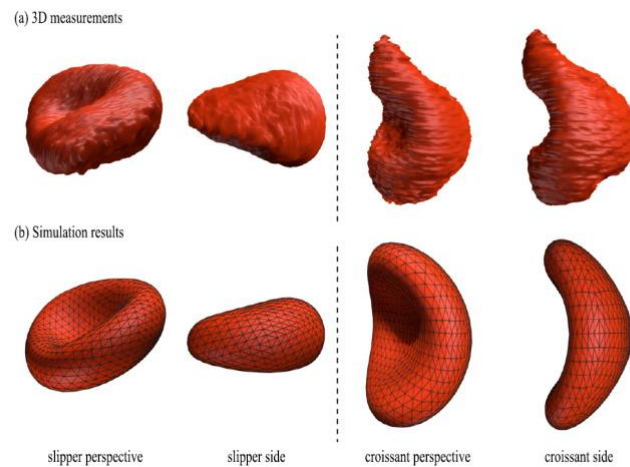 (a) 3D measurements
(b) Simulation results
slipper perspective slipper side croissant perspective croissant side